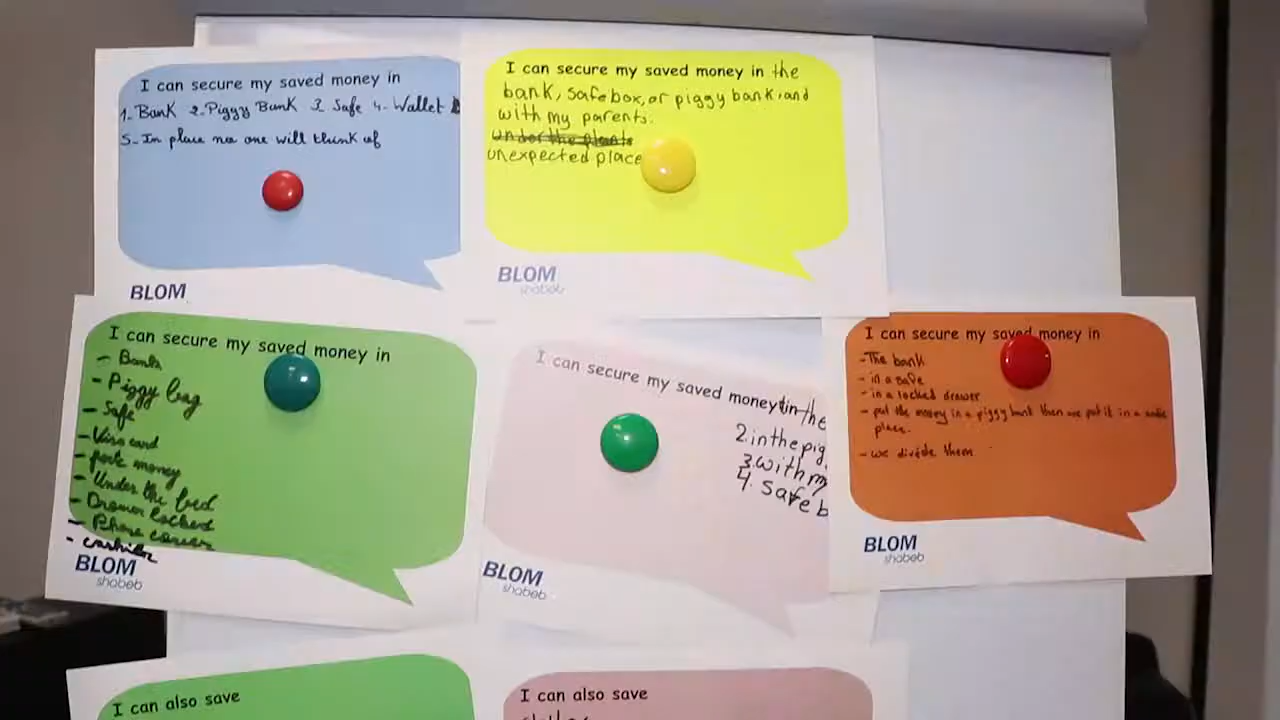 I can secure my saved money in
1. Bank 2. Piggy Bank 3. Safe 4. Wallet
5. In place no one will think of
BLOM
I can secure my saved money in the
bank, safe box, or piggy bank, and
with my parents.
under the plants
unexpected place
BLOM
shabeb
I can secure my saved money in
- Bank
- Piggy bag
- Safe
- Visa card
- pock money
- Under the bed
- Drawer locked
- Phone cover
- cashier
BLOM
shabeb
I can secure my saved money in the
2. in the pig
3. with m
4. Safe b
BLOM
shabeb
I can secure my saved money in
- The bank
- in a safe
- in a locked drawer
- put the money in a piggy bank then we put it in a
place.
- we divide them
BLOM
shabeb
I can also save
I can also save